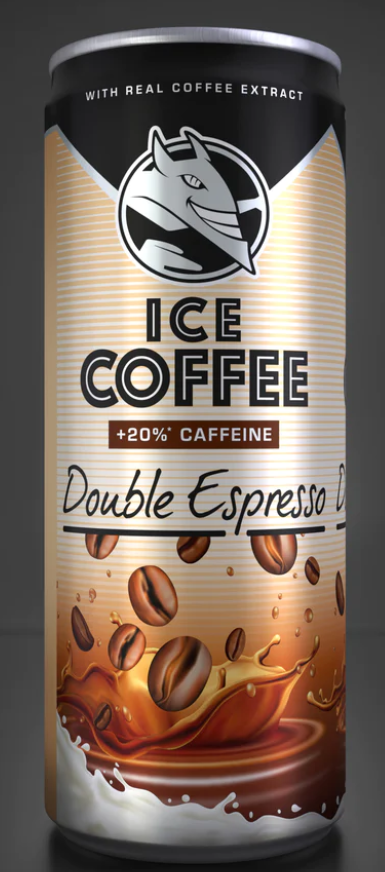 WITH REAL COFFEE EXTRACT
ICE
COFFEE
+20%* CAFFEINE
Double Espresso D